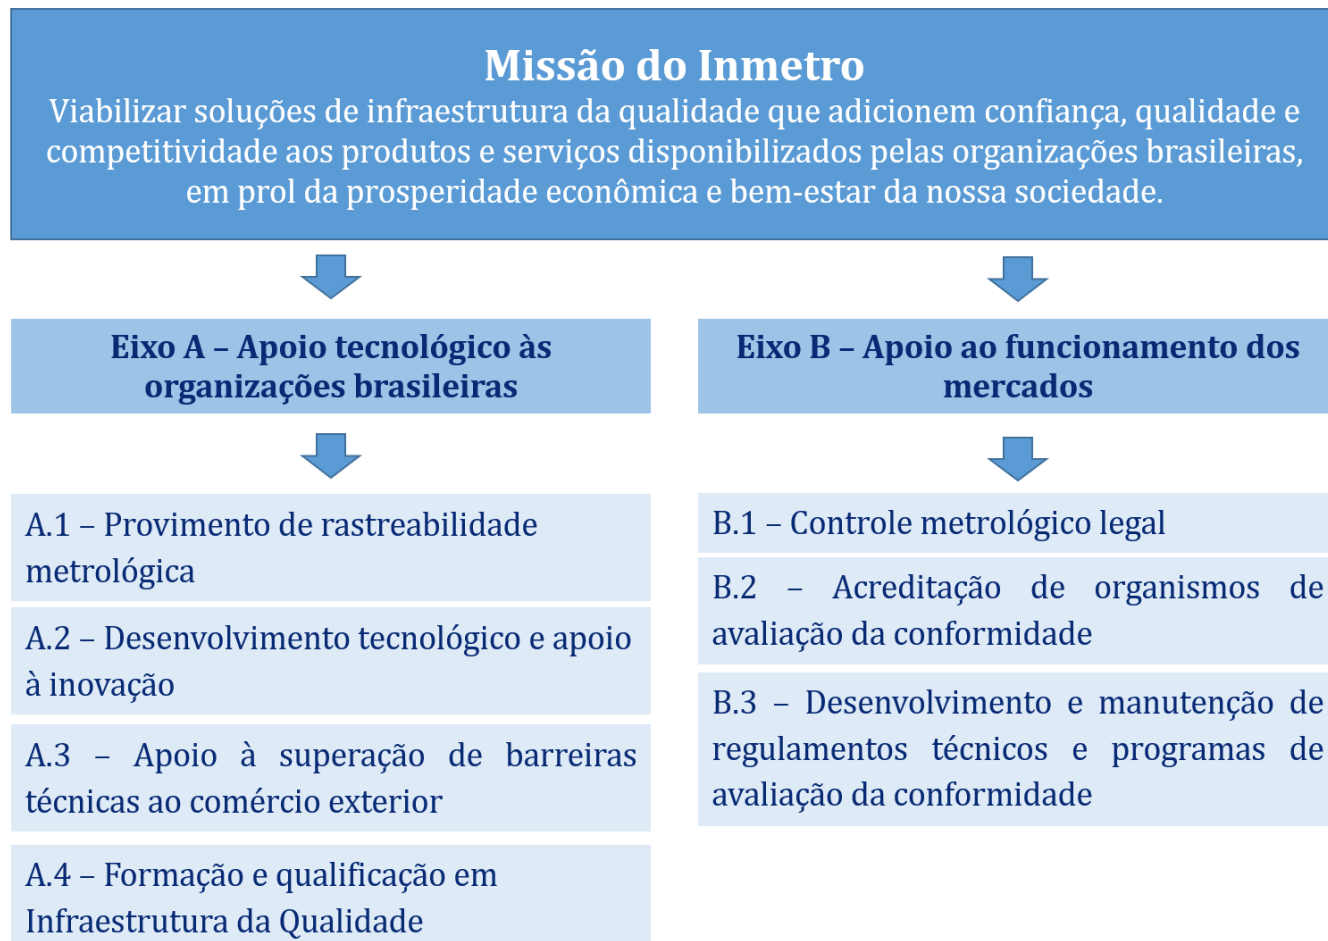 Missão do Inmetro
Viabilizar soluções de infraestrutura da qualidade que adicionem confiança, qualidade e
competitividade aos produtos e serviços disponibilizados pelas organizações brasileiras,
em prol da prosperidade econômica e bem-estar da nossa sociedade.
Eixo A – Apoio tecnológico às
organizações brasileiras
A.1 – Provimento de rastreabilidade
metrológica
A.2 – Desenvolvimento tecnológico e apoio
à inovação
A.3 – Apoio à superação de barreiras
técnicas ao comércio exterior
A.4 – Formação e qualificação em
Infraestrutura da Qualidade
Eixo B – Apoio ao funcionamento dos
mercados
B.1 – Controle metrológico legal
B.2 – Acreditação de organismos de
avaliação da conformidade
B.3 – Desenvolvimento e manutenção de
regulamentos técnicos e programas de
avaliação da conformidade